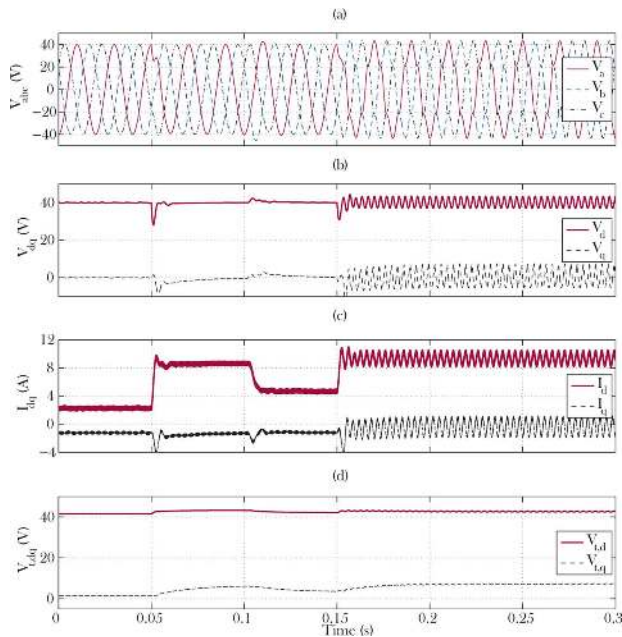 (a)
V_abc (V)
40
20
0
−20
−40
V_a
V_b
V_c
(b)
V_dq (V)
80
40
0
V_d
V_q
(c)
I_dq (A)
12
8
4
0
−4
I_d
I_q
(d)
V_t,dq (V)
80
40
0
V_t,d
V_t,q
0
0.05
0.1
0.15
0.2
0.25
0.3
Time (s)